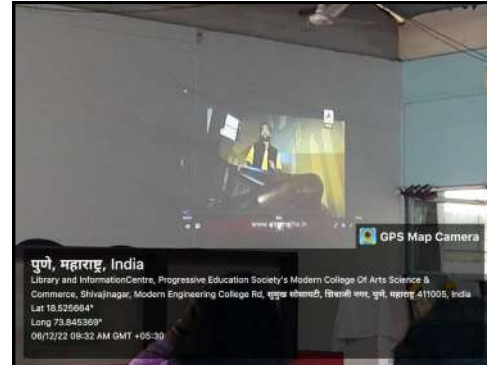 GPS Map Camera
पुणे, महाराष्ट्र, India
Library and InformationCentre, Progressive Education Society's Modern College Of Arts Science &
Commerce, Shivajinagar, Modern Engineering College Rd, सुमुख सोसायटी, शिवाजी नगर, पुणे, महाराष्ट्र 411005, India
Lat 18.525664°
Long 73.845369°
06/12/22 09:32 AM GMT +05:30